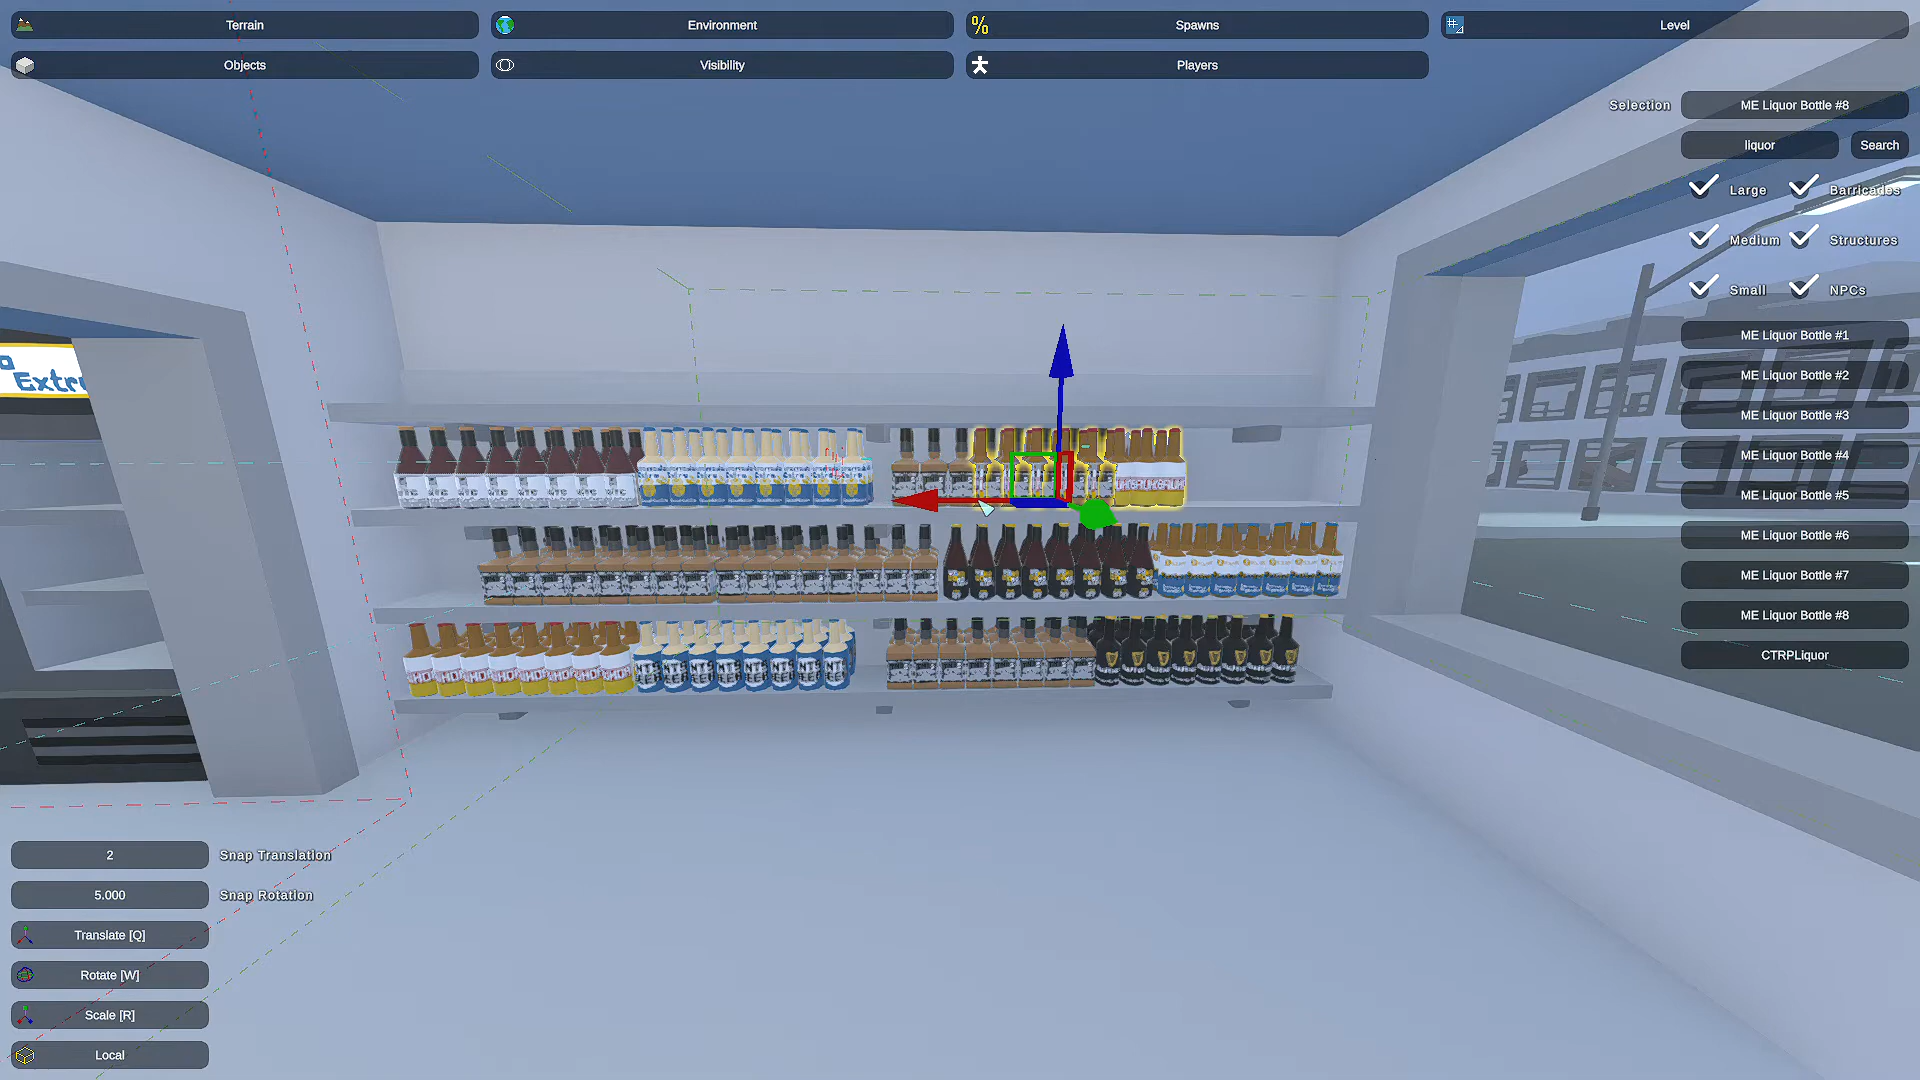 Terrain
Environment
Spawns
Level
Objects
Visibility
Players
Selection
ME Liquor Bottle #8
liquor
Search
Large
Barricades
Medium
Structures
Small
NPCs
ME Liquor Bottle #1
ME Liquor Bottle #2
ME Liquor Bottle #3
ME Liquor Bottle #4
ME Liquor Bottle #5
ME Liquor Bottle #6
ME Liquor Bottle #7
ME Liquor Bottle #8
CTRPLiquor
Extr
2
Snap Translation
5.000
Snap Rotation
Translate [Q]
Rotate [W]
Scale [R]
Local